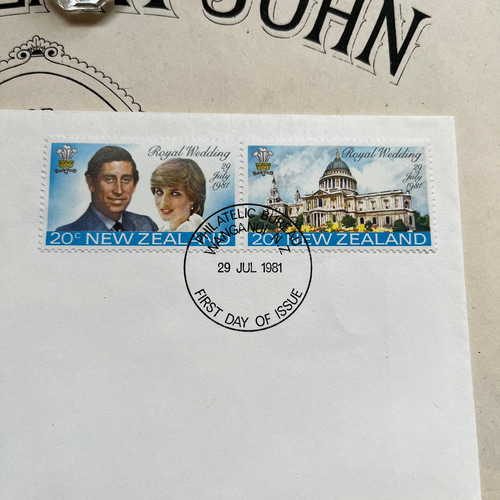 JOHN
Royal Wedding
29
July
1981
20c NEW ZEALAND
Royal Wedding
29
July
1981
20c NEW ZEALAND
PHILATELIC BUREAU
WANGANUI, N.Z.
29 JUL 1981
FIRST DAY OF ISSUE